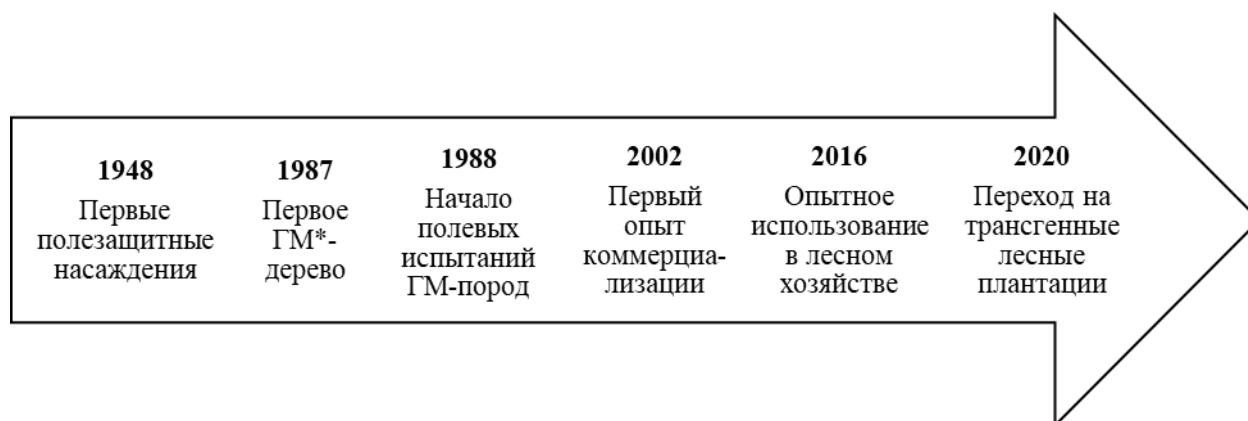 1948
Первые
полезащитные
насаждения
1987
Первое
ГМ*-
дерево
1988
Начало
полевых
испытаний
ГМ-пород
2002
Первый
опыт
коммерциа-
лизации
2016
Опытное
использование
в лесном
хозяйстве
2020
Переход на
трансгенные
лесные
плантации